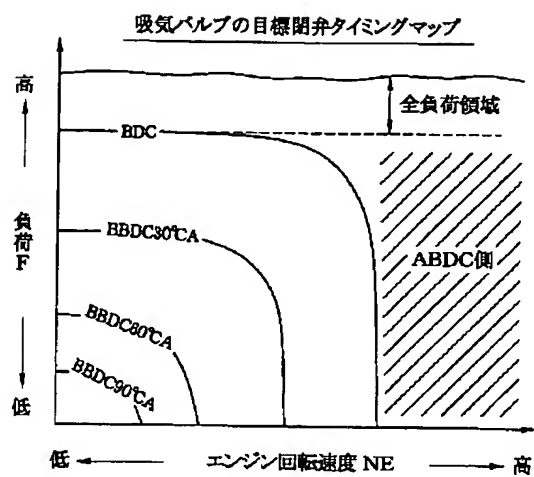 吸気バルブの目標閉弁タイミングマップ
高
全負荷領域
BDC
負荷
F
BBDC30℃A
ABDC側
BBDC60℃A
BBDC90℃A
低
低 エンジン回転速度 NE 高